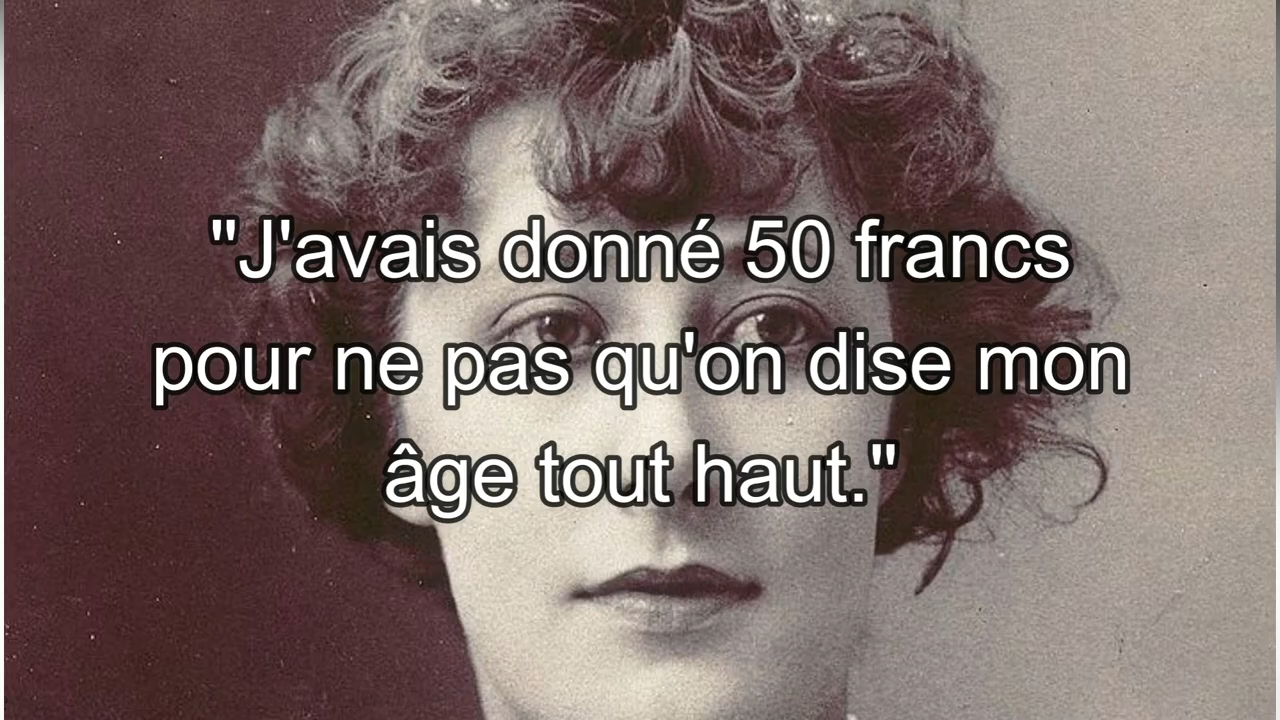 "J'avais donné 50 francs
pour ne pas qu'on dise mon
âge tout haut."